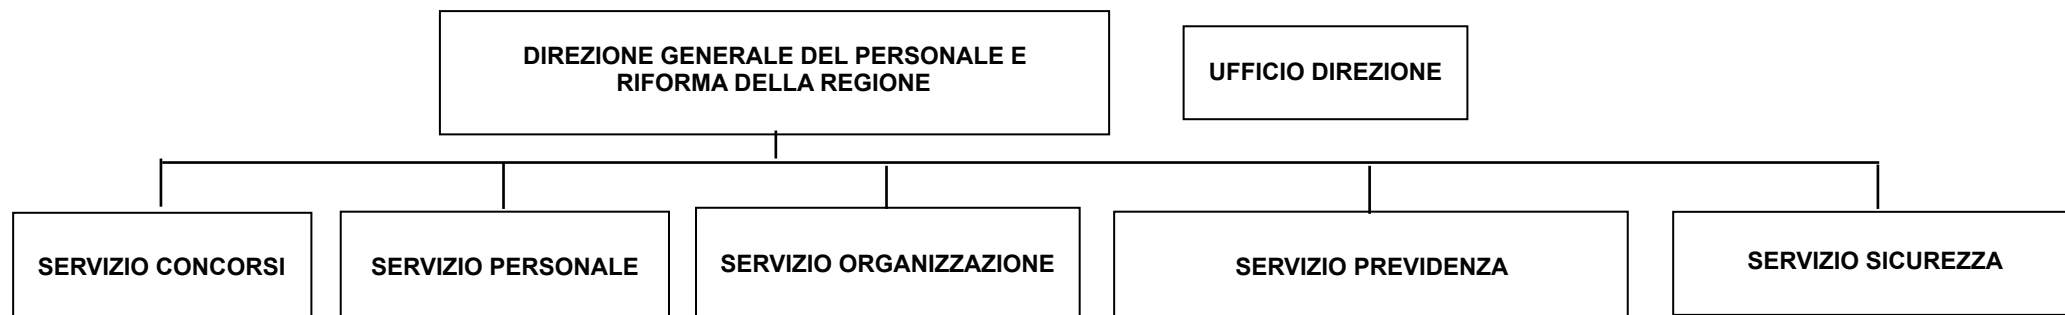 DIREZIONE GENERALE DEL PERSONALE E
RIFORMA DELLA REGIONE
UFFICIO DIREZIONE
SERVIZIO CONCORSI
SERVIZIO PERSONALE
SERVIZIO ORGANIZZAZIONE
SERVIZIO PREVIDENZA
SERVIZIO SICUREZZA